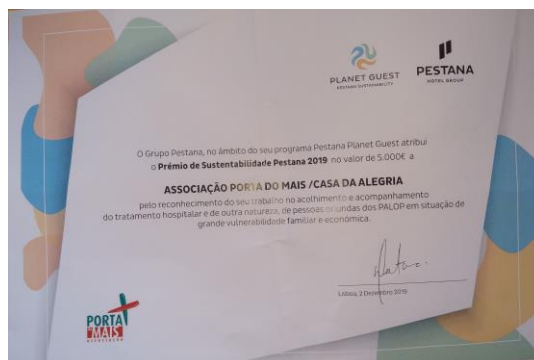 PLANET GUEST
PESTANA SUSTAINABILITY
PESTANA
HOTEL GROUP
O Grupo Pestana, no âmbito do seu programa Pestana Planet Guest atribui
o Prémio de Sustentabilidade Pestana 2019 no valor de 5.000€ a
ASSOCIAÇÃO PORTA DO MAIS /CASA DA ALEGRIA
pelo reconhecimento do seu trabalho no acolhimento e acompanhamento
do tratamento hospitalar e de outra natureza, de pessoas oriundas dos PALOP em situação de
grande vulnerabilidade familiar e económica.
Lisboa, 2 Dezembro 2019
PORTA
DO MAIS
ASSOCIAÇÃO